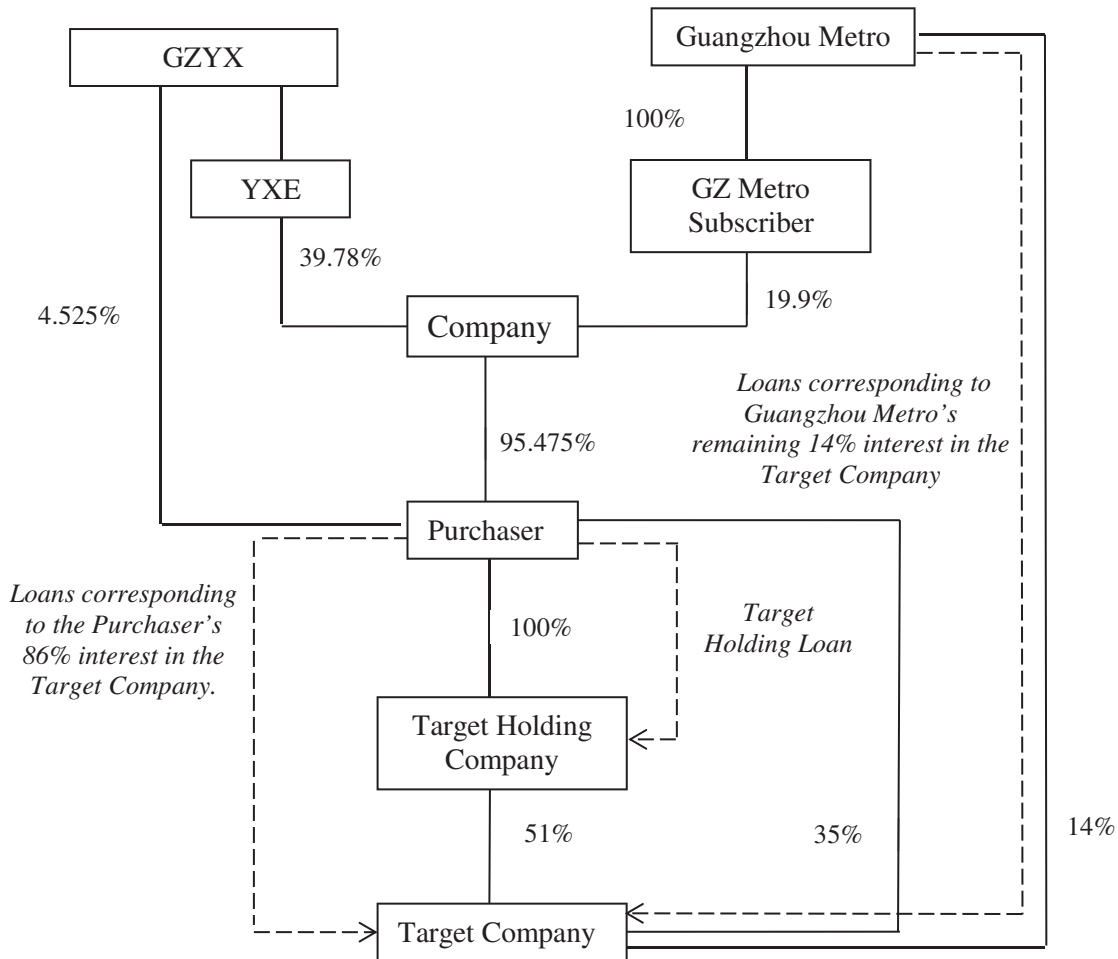 GZYX
Guangzhou Metro
100%
YXE
GZ Metro
Subscriber
39.78%
19.9%
4.525%
Company
Loans corresponding to
Guangzhou Metro’s
remaining 14% interest in the
Target Company
95.475%
Purchaser
Loans corresponding
to the Purchaser’s
86% interest in the
Target Company.
100%
Target
Holding Loan
Target Holding
Company
51%
35%
14%
Target Company